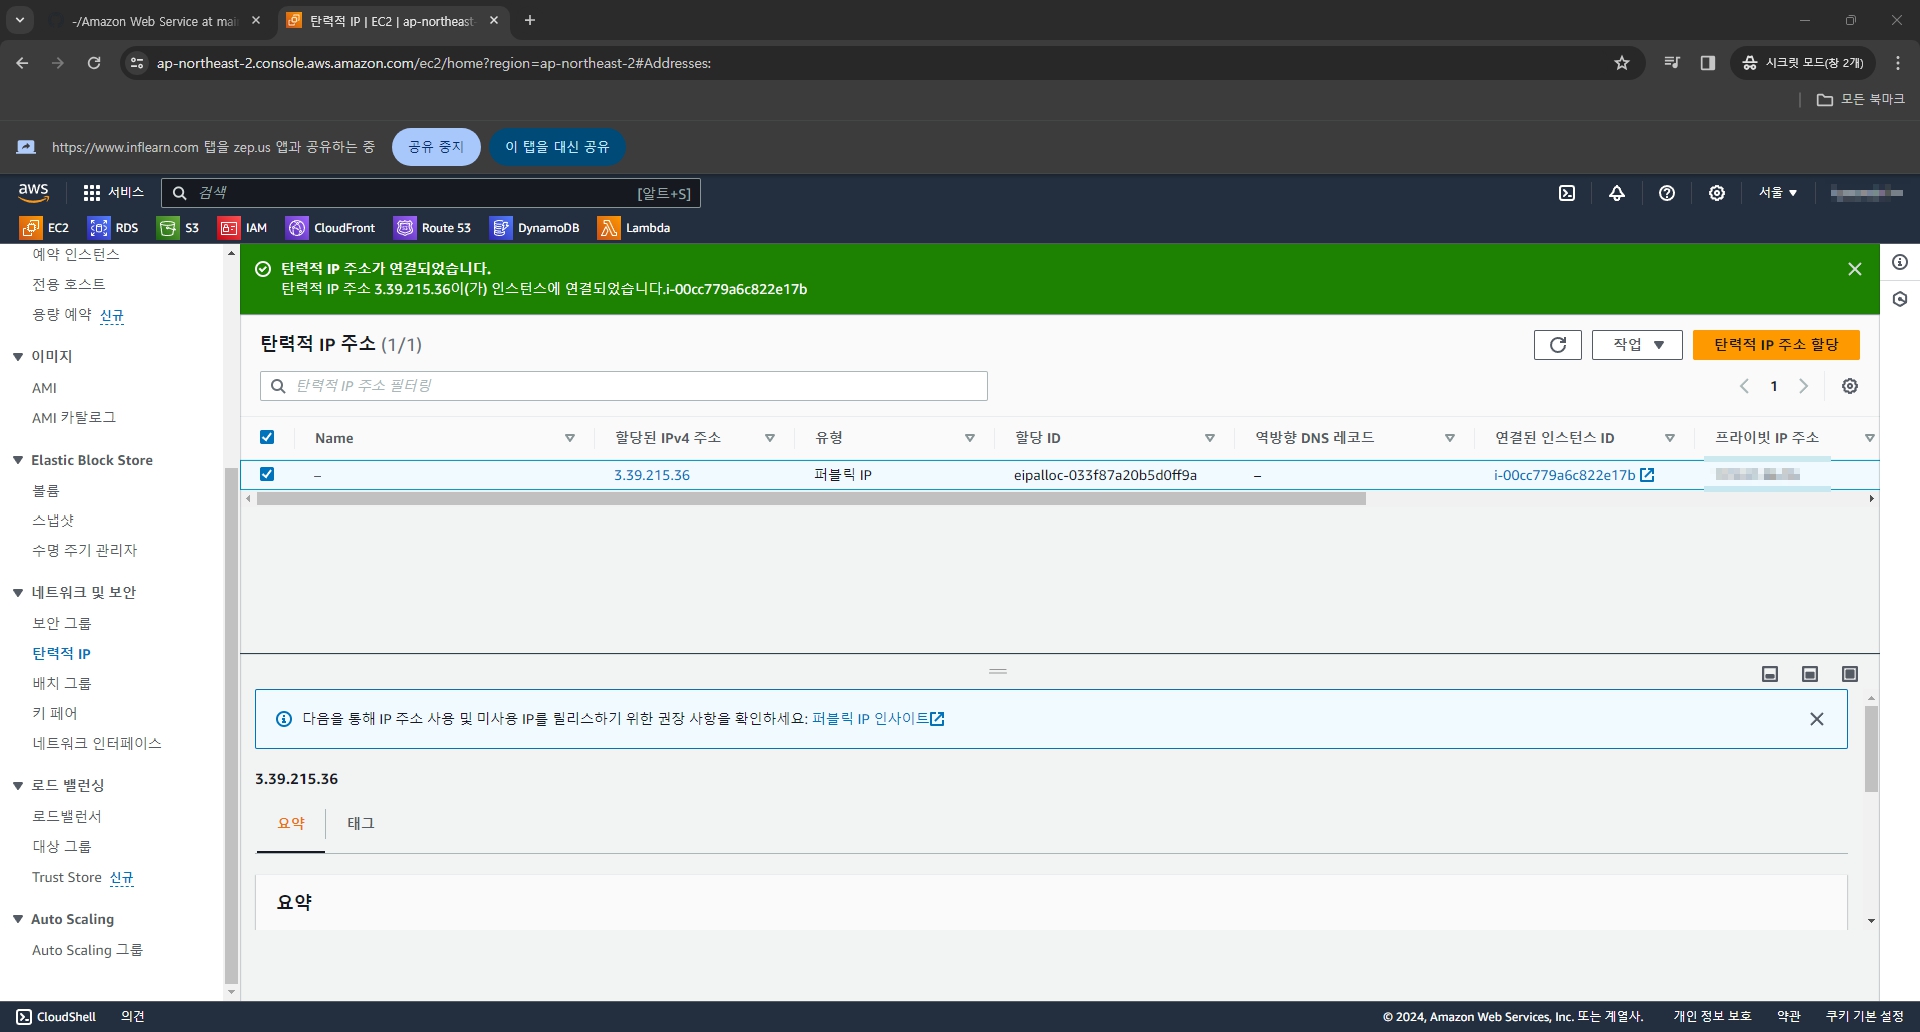 -/Amazon Web Service at mai
탄력적 IP | EC2 | ap-northeast-
ap-northeast-2.console.aws.amazon.com/ec2/home?region=ap-northeast-2#Addresses:
시크릿 모드(창 2개)
모든 북마크
https://www.inflearn.com 탭을 zep.us 앱과 공유하는 중
공유 중지
이 탭을 대신 공유
aws
서비스
검색
[알트+S]
서울
EC2
RDS
S3
IAM
CloudFront
Route 53
DynamoDB
Lambda
예약 인스턴스
전용 호스트
용량 예약 신규
이미지
AMI
AMI 카탈로그
Elastic Block Store
볼륨
스냅샷
수명 주기 관리자
네트워크 및 보안
보안 그룹
탄력적 IP
배치 그룹
키 페어
네트워크 인터페이스
로드 밸런싱
로드밸런서
대상 그룹
Trust Store 신규
Auto Scaling
Auto Scaling 그룹
탄력적 IP 주소가 연결되었습니다.
탄력적 IP 주소 3.39.215.36이(가) 인스턴스에 연결되었습니다.i-00cc779a6c822e17b
탄력적 IP 주소 (1/1)
작업
탄력적 IP 주소 할당
탄력적 IP 주소 필터링
1
Name
할당된 IPv4 주소
유형
할당 ID
역방향 DNS 레코드
연결된 인스턴스 ID
프라이빗 IP 주소
–
3.39.215.36
퍼블릭 IP
eipalloc-033f87a20b5d0ff9a
–
i-00cc779a6c822e17b
다음을 통해 IP 주소 사용 및 미사용 IP를 릴리스하기 위한 권장 사항을 확인하세요: 퍼블릭 IP 인사이트
3.39.215.36
요약
태그
요약
CloudShell
의견
© 2024, Amazon Web Services, Inc. 또는 계열사.
개인 정보 보호
약관
쿠키 기본 설정